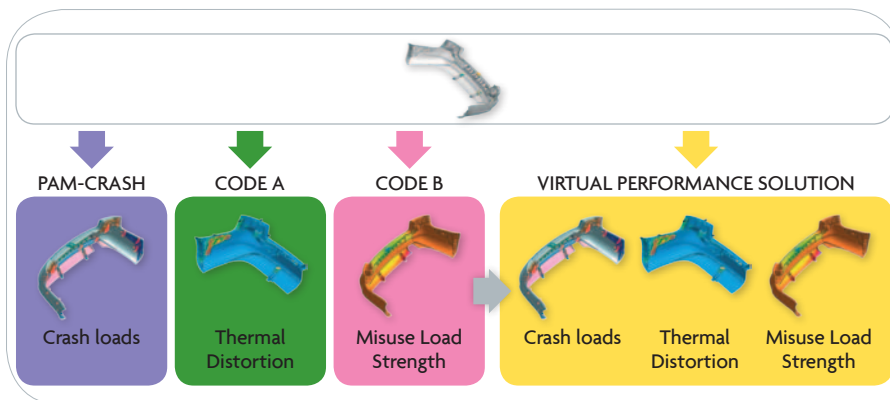 PAM-CRASH
CODE A
CODE B
VIRTUAL PERFORMANCE SOLUTION
Crash loads
Thermal
Distortion
Misuse Load
Strength
Crash loads
Thermal
Distortion
Misuse Load
Strength